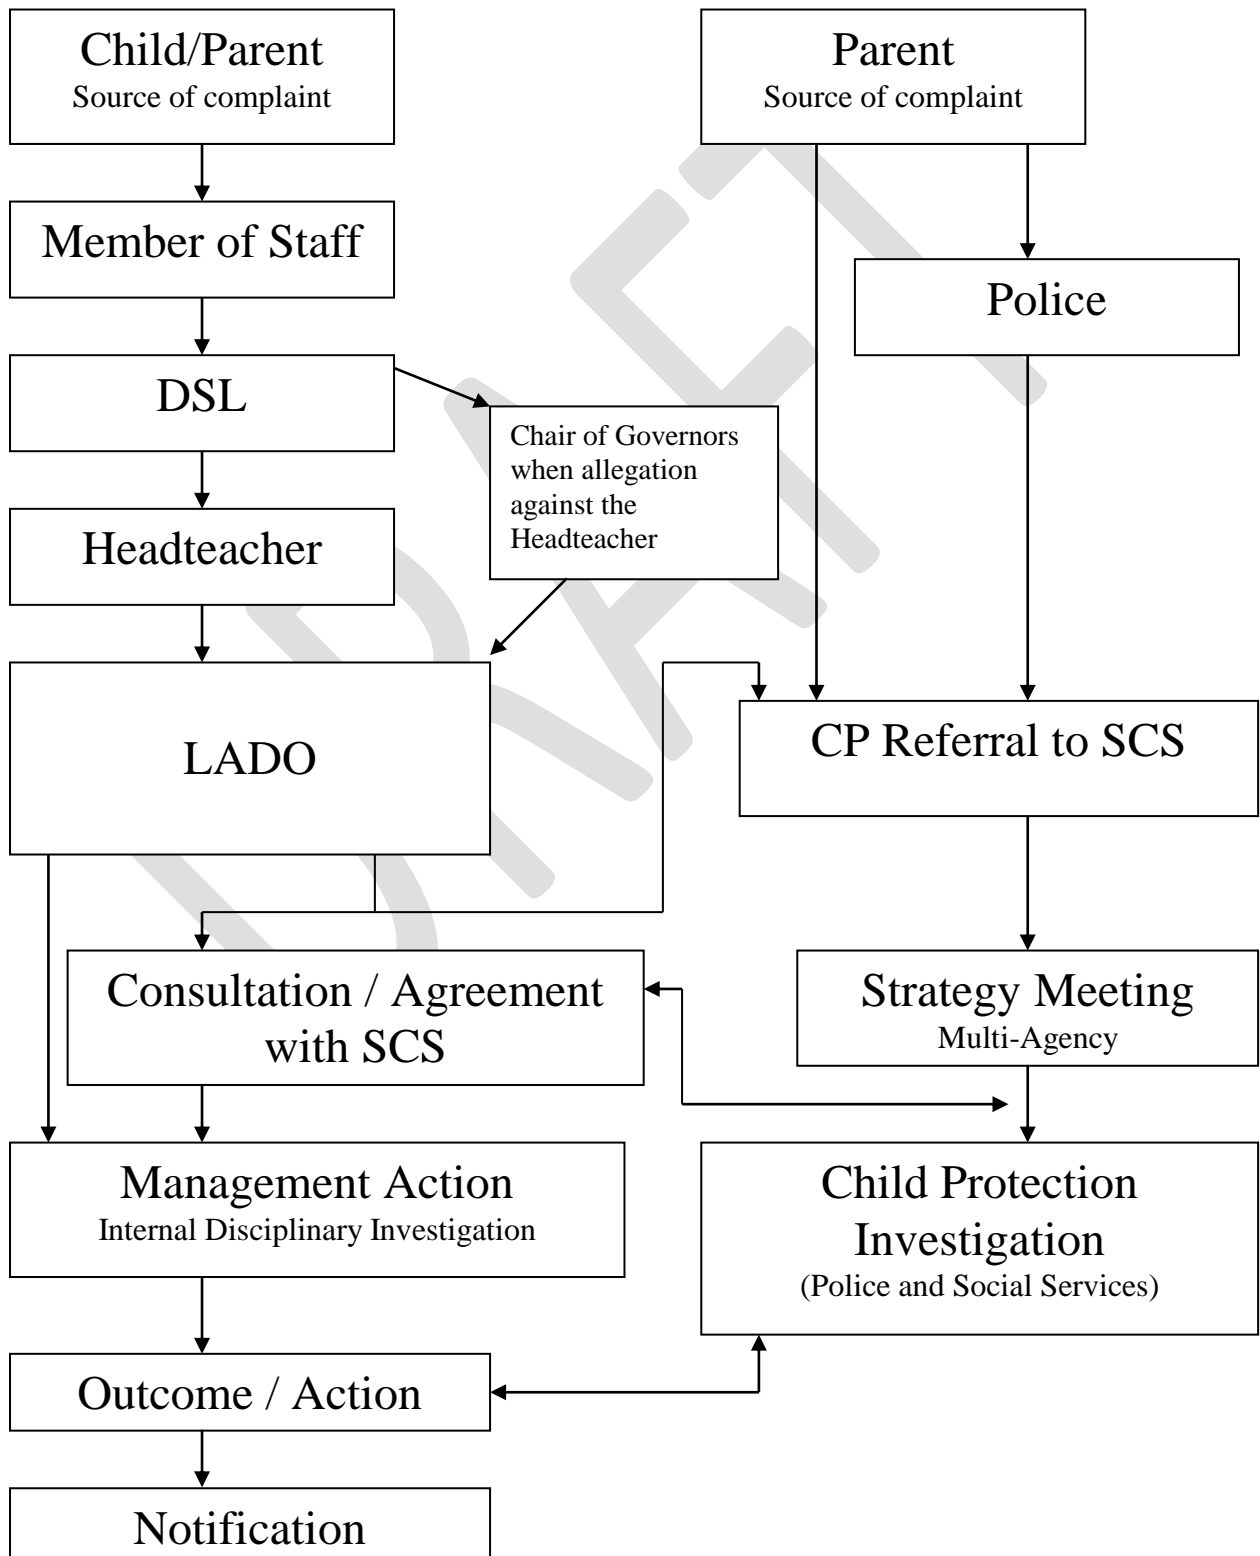 Child/Parent
Source of complaint
Parent
Source of complaint
Member of Staff
Police
DSL
Chair of Governors
when allegation
against the
Headteacher
Headteacher
LADO
CP Referral to SCS
Consultation / Agreement
with SCS
Strategy Meeting
Multi-Agency
Management Action
Internal Disciplinary Investigation
Child Protection
Investigation
(Police and Social Services)
Outcome / Action
Notification
DRAFT